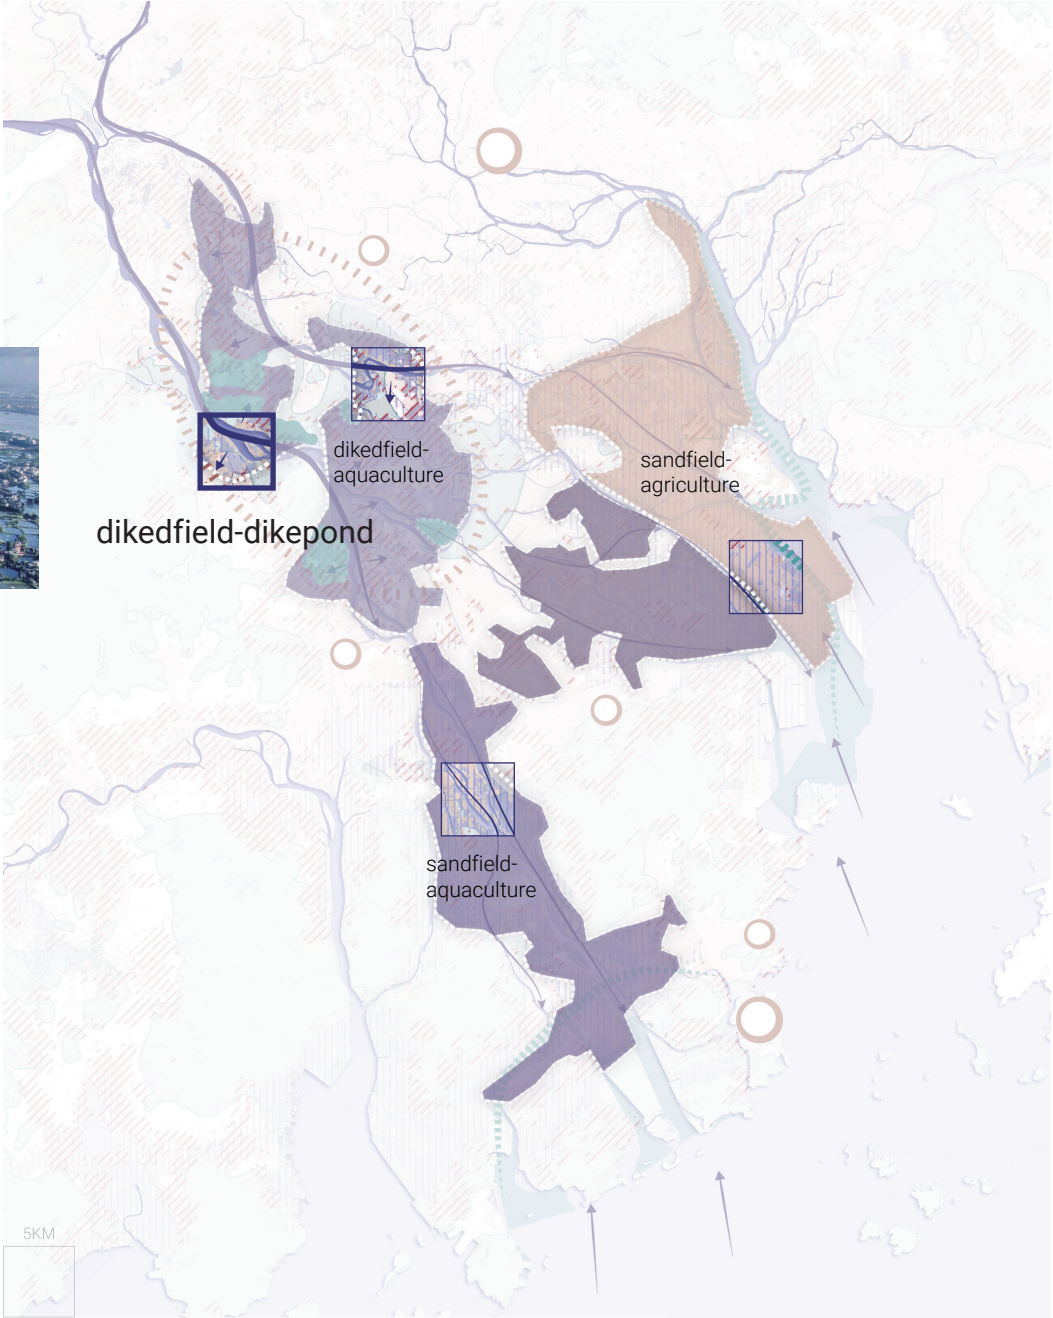 dikedfield-
aquaculture
sandfield-
agriculture
dikedfield-dikepond
sandfield-
aquaculture
5KM